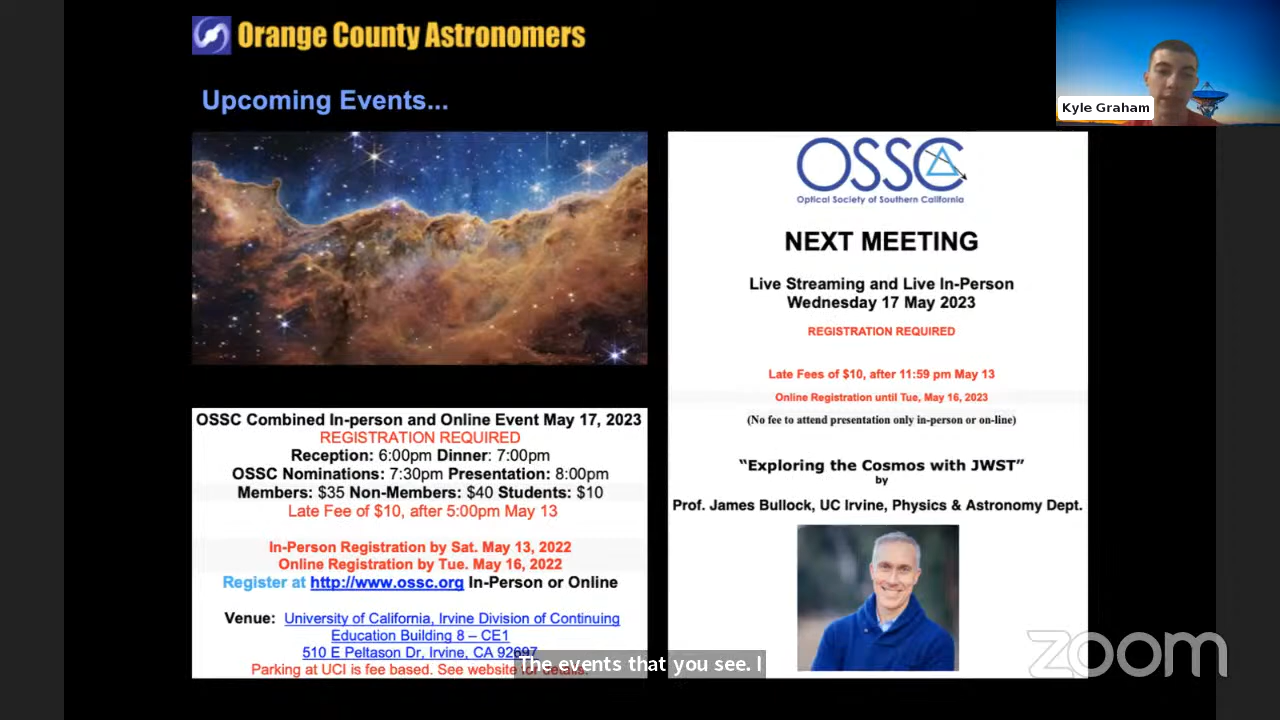 Orange County Astronomers
Upcoming Events...
Kyle Graham
OSSC Combined In-person and Online Event May 17, 2023
REGISTRATION REQUIRED
Reception: 6:00pm Dinner: 7:00pm
OSSC Nominations: 7:30pm Presentation: 8:00pm
Members: $35 Non-Members: $40 Students: $10
Late Fee of $10, after 5:00pm May 13
In-Person Registration by Sat. May 13, 2022
Online Registration by Tue. May 16, 2022
Register at http://www.ossc.org In-Person or Online
Venue: University of California, Irvine Division of Continuing
Education Building 8 – CE1
510 E Peltason Dr, Irvine, CA 92697
Parking at UCI is fee based. See website for details.
OSSC
Optical Society of Southern California
NEXT MEETING
Live Streaming and Live In-Person
Wednesday 17 May 2023
REGISTRATION REQUIRED
Late Fees of $10, after 11:59 pm May 13
Online Registration until Tue, May 16, 2023
(No fee to attend presentation only in-person or on-line)
“Exploring the Cosmos with JWST”
by
Prof. James Bullock, UC Irvine, Physics & Astronomy Dept.
The events that you see. I
zoom